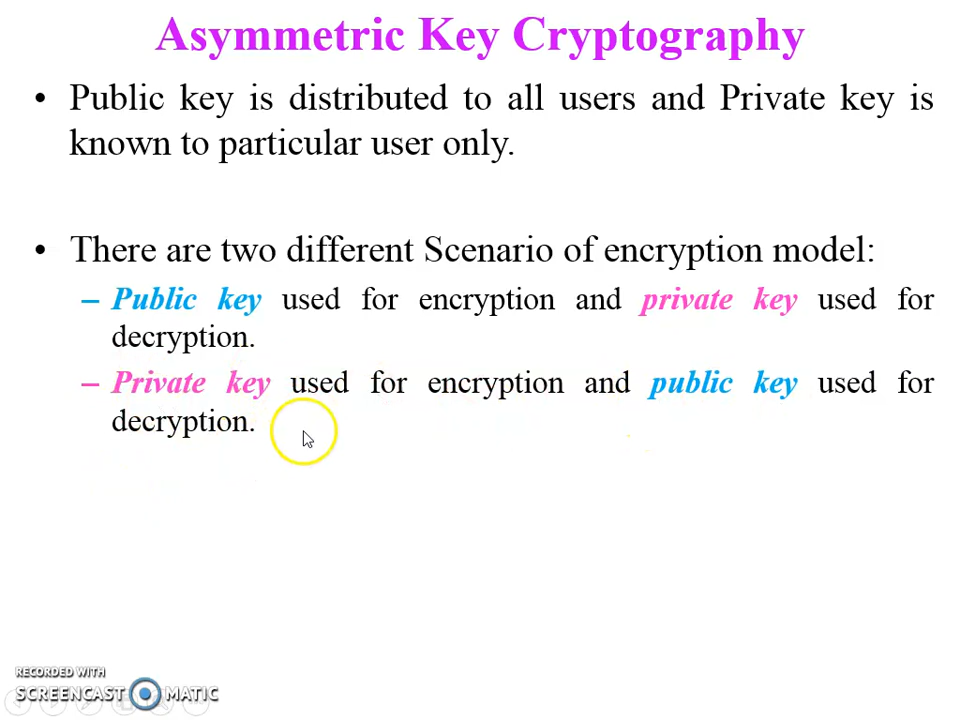 Asymmetric Key Cryptography
• Public key is distributed to all users and Private key is
known to particular user only.
• There are two different Scenario of encryption model:
– Public key used for encryption and private key used for
decryption.
– Private key used for encryption and public key used for
decryption.
RECORDED WITH
SCREENCAST MATIC